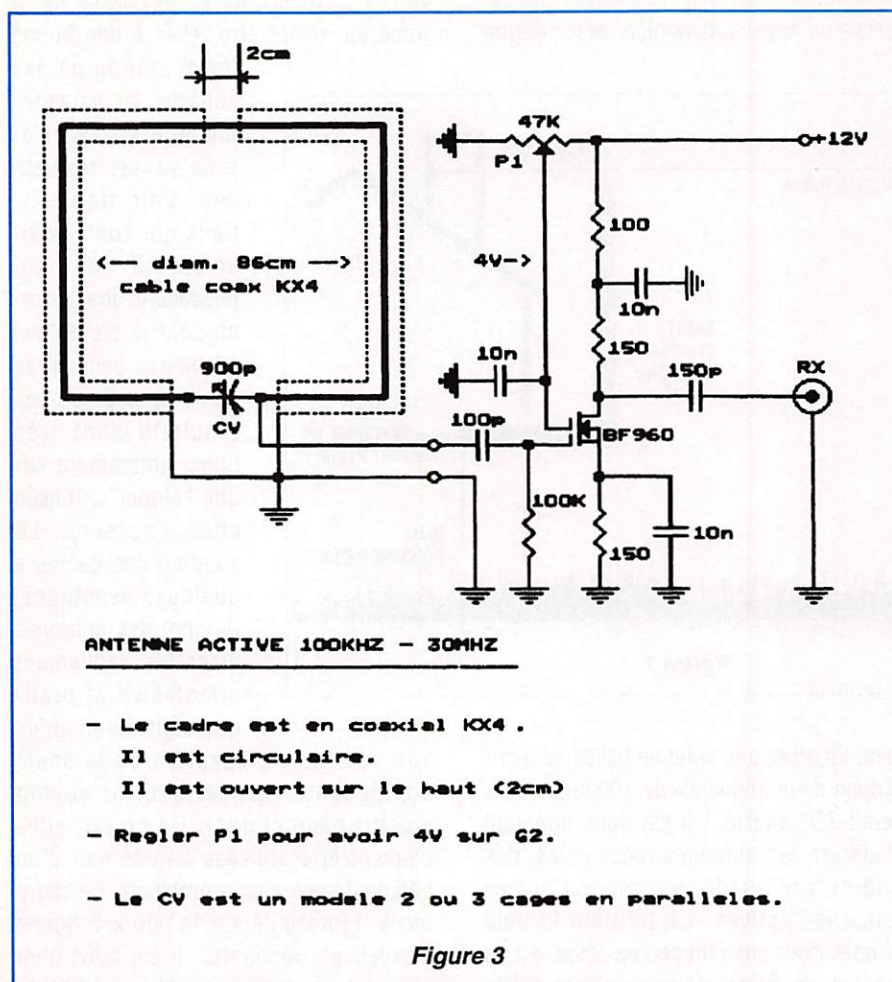 2cm
<-- diam. 86cm -->
cable coax KX4
900p
CV
47K
P1
+12V
100
4V->
10n
150
10n
150p
RX
100p
BF960
100K
150
10n
ANTENNE ACTIVE 100KHZ - 30MHZ
- Le cadre est en coaxial KX4 .
Il est circulaire.
Il est ouvert sur le haut (2cm)
- Regler P1 pour avoir 4V sur G2.
- Le CV est un modele 2 ou 3 cages en paralleles.
Figure 3